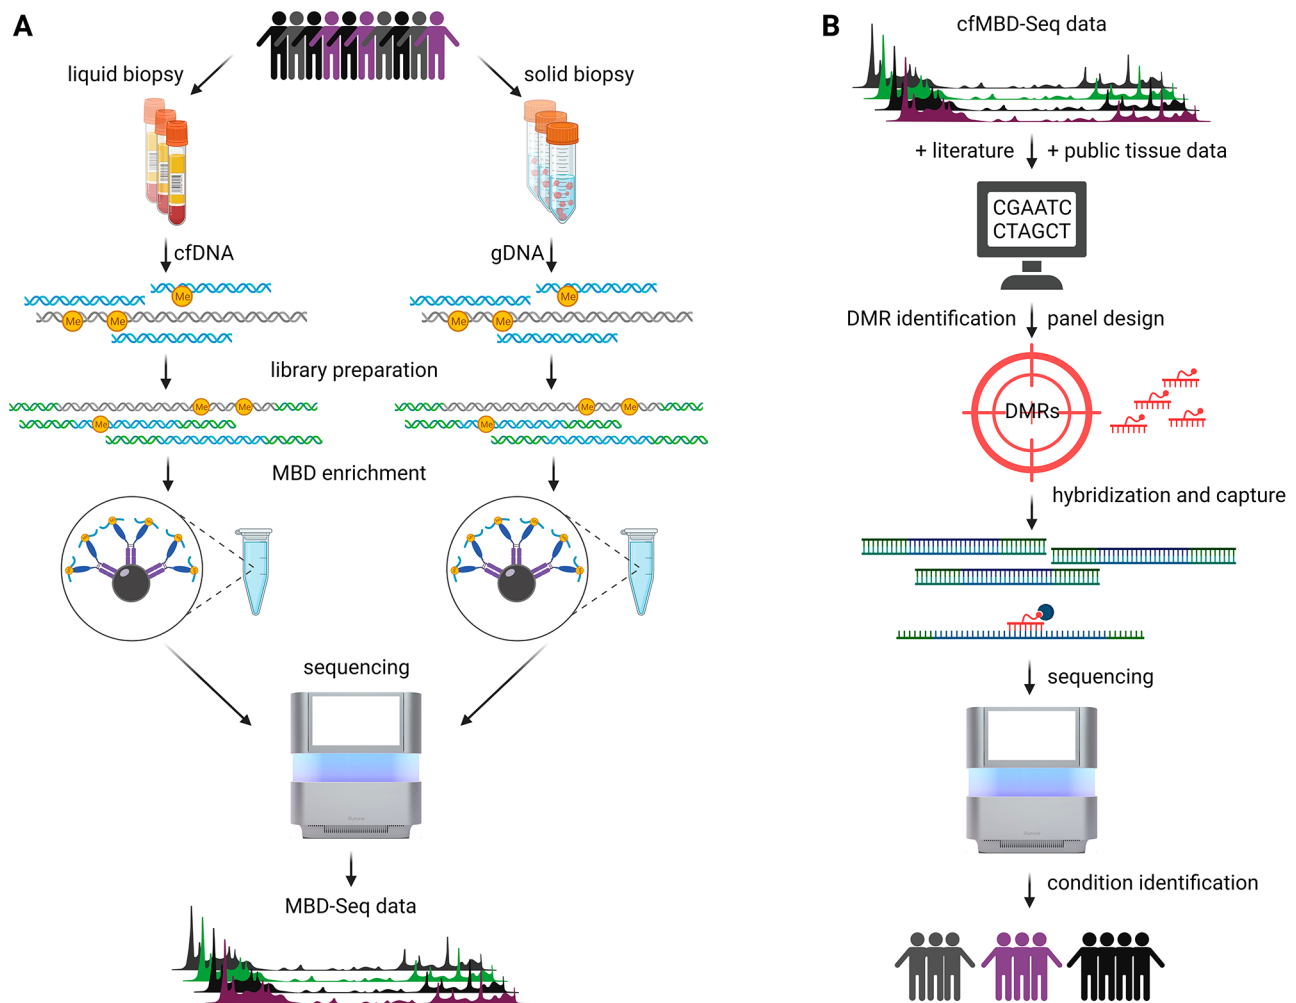 A
liquid biopsy
solid biopsy
cfDNA
gDNA
Me
Me
Me
Me
Me
Me
library preparation
Me
Me
Me
Me
Me
Me
MBD enrichment
sequencing
MBD-Seq data
B
cfMBD-Seq data
+ literature
+ public tissue data
CGAATC
CTAGCT
DMR identification
panel design
DMRs
hybridization and capture
sequencing
condition identification